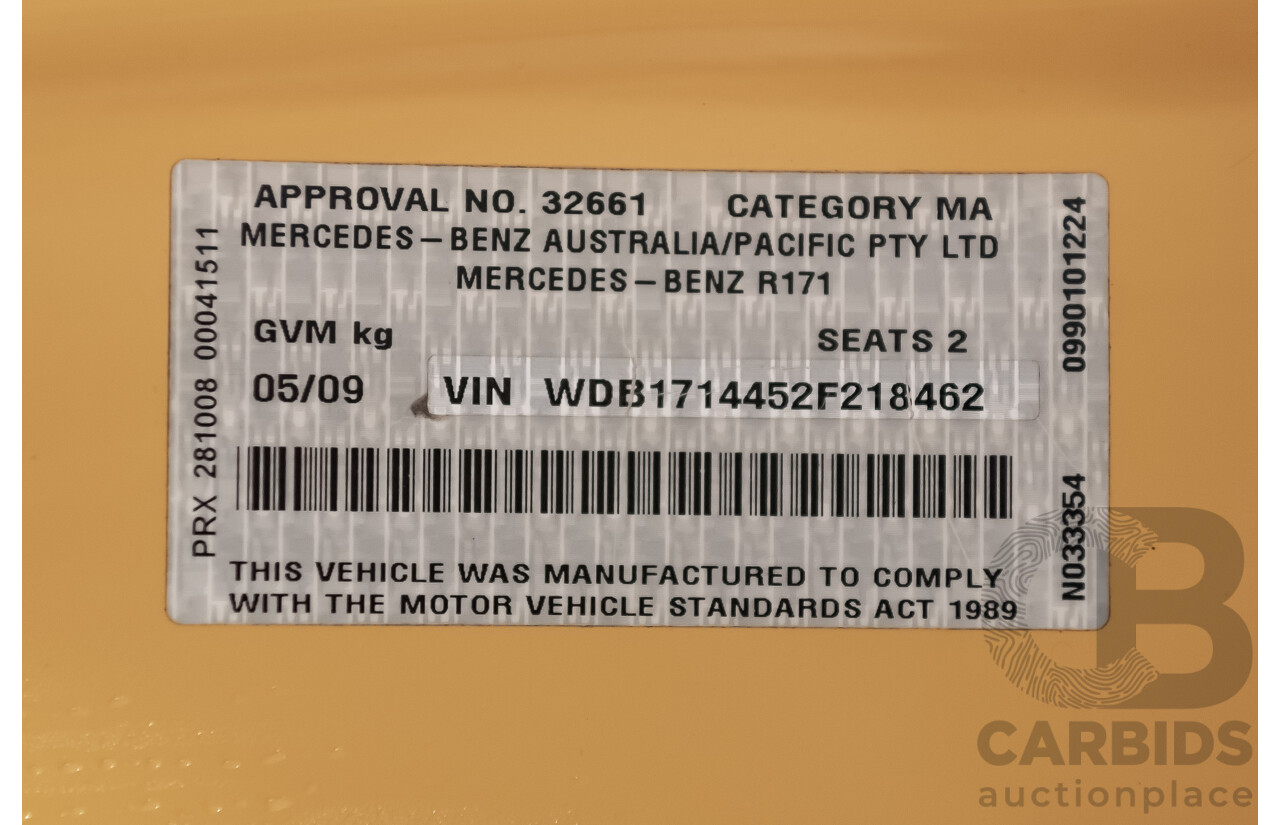 APPROVAL NO. 32661 CATEGORY MA
MERCEDES-BENZ AUSTRALIA/PACIFIC PTY LTD
MERCEDES-BENZ R171
GVM kg SEATS 2
05/09 VIN WDB1714452F218462
THIS VEHICLE WAS MANUFACTURED TO COMPLY
WITH THE MOTOR VEHICLE STANDARDS ACT 1989
PRX 281008 00041511
N033354 0990101224
CARBIDS
auctionplace